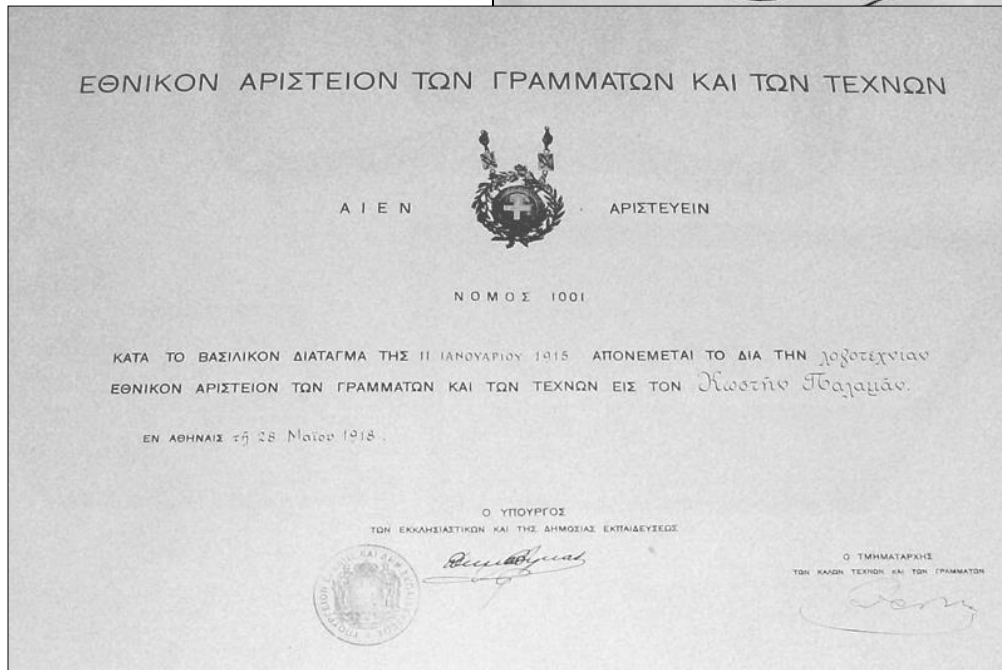 ΕΘΝΙΚΟΝ ΑΡΙΣΤΕΙΟΝ ΤΩΝ ΓΡΑΜΜΑΤΩΝ ΚΑΙ ΤΩΝ ΤΕΧΝΩΝ
ΑΙΕΝ ΑΡΙΣΤΕΥΕΙΝ
ΝΟΜΟΣ 1001
ΚΑΤΑ ΤΟ ΒΑΣΙΛΙΚΟΝ ΔΙΑΤΑΓΜΑ ΤΗΣ 11 ΙΑΝΟΥΑΡΙΟΥ 1915 ΑΠΟΝΕΜΕΤΑΙ ΤΟ ΔΙΑ ΤΗΝ λογοτεχνίαν
ΕΘΝΙΚΟΝ ΑΡΙΣΤΕΙΟΝ ΤΩΝ ΓΡΑΜΜΑΤΩΝ ΚΑΙ ΤΩΝ ΤΕΧΝΩΝ ΕΙΣ ΤΟΝ Κωστῆν Παλαμᾶν.
ΕΝ ΑΘΗΝΑΙΣ τῇ 28 Μαΐου 1918.
Ο ΥΠΟΥΡΓΟΣ
ΤΩΝ ΕΚΚΛΗΣΙΑΣΤΙΚΩΝ ΚΑΙ ΤΗΣ ΔΗΜΟΣΙΑΣ ΕΚΠΑΙΔΕΥΣΕΩΣ
Ο ΤΜΗΜΑΤΑΡΧΗΣ
ΤΩΝ ΚΑΛΩΝ ΤΕΧΝΩΝ ΚΑΙ ΤΩΝ ΓΡΑΜΜΑΤΩΝ